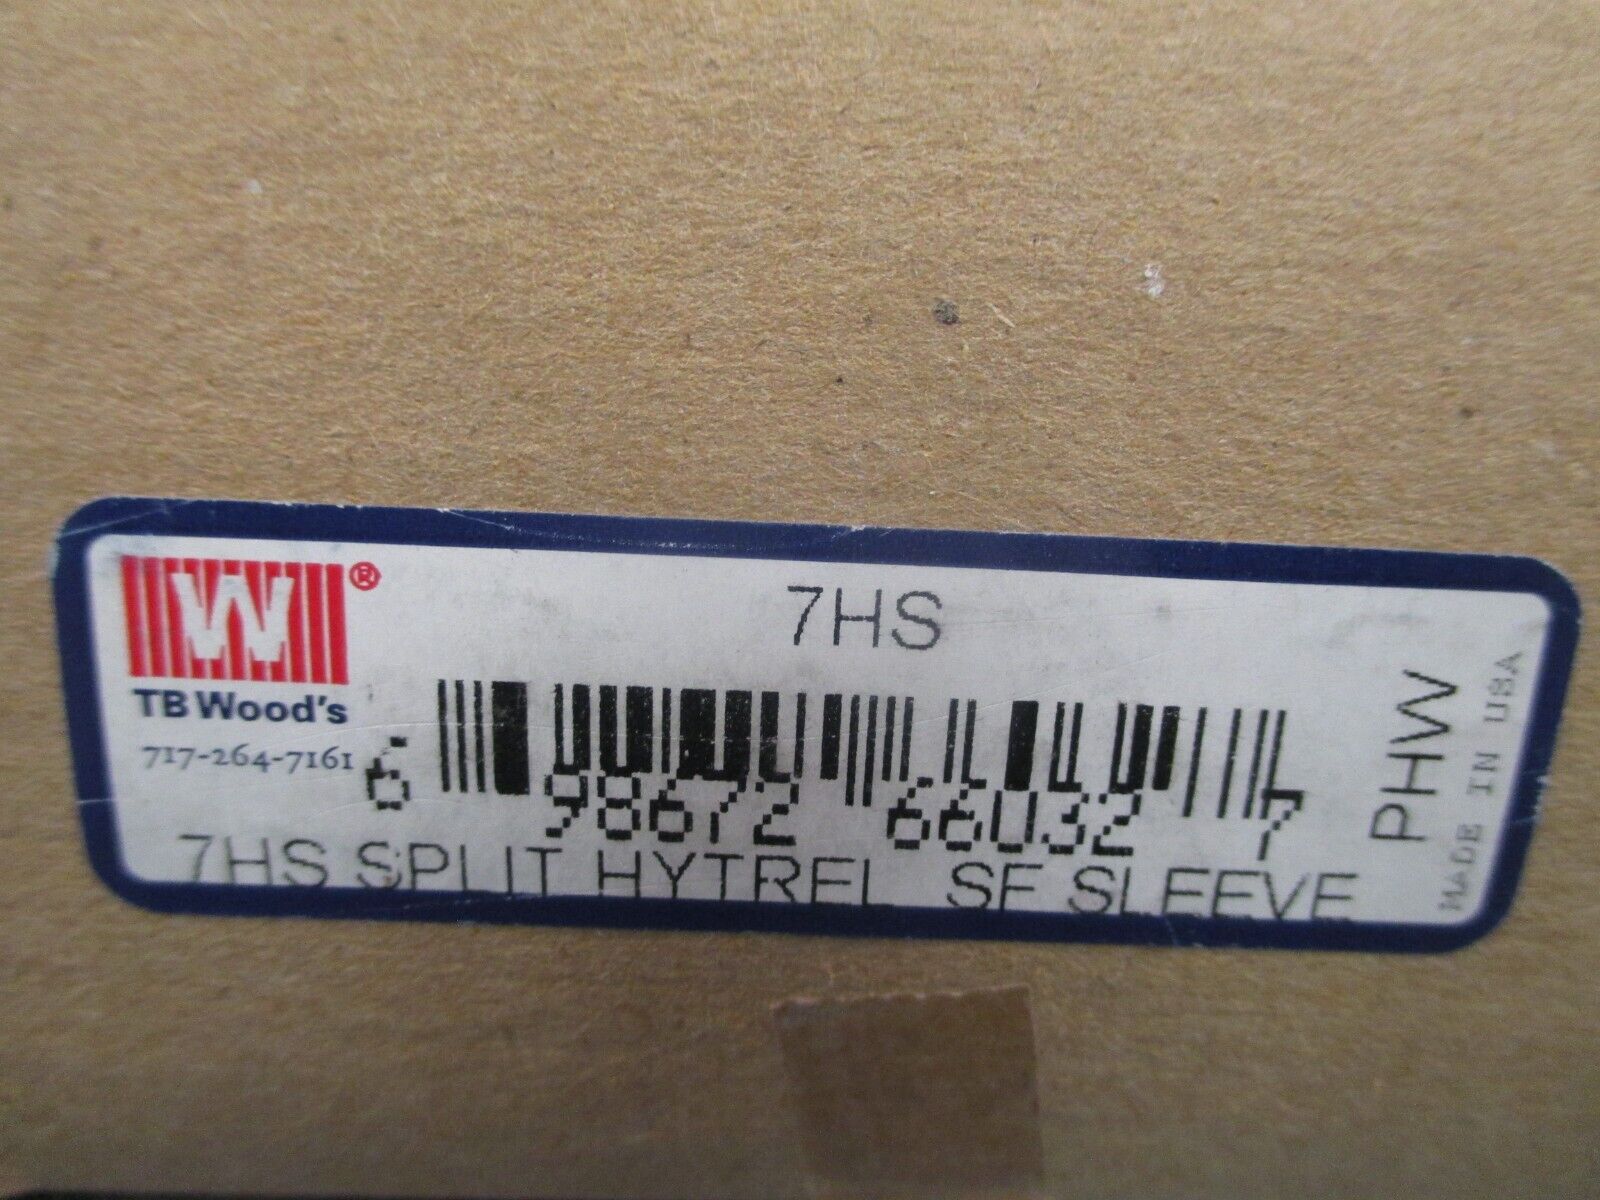 W®
TB Wood's
717-264-7161
7HS
6 98672 66032 7
7HS SPLIT HYTREL SF SLEEVE
PHW
MADE IN USA